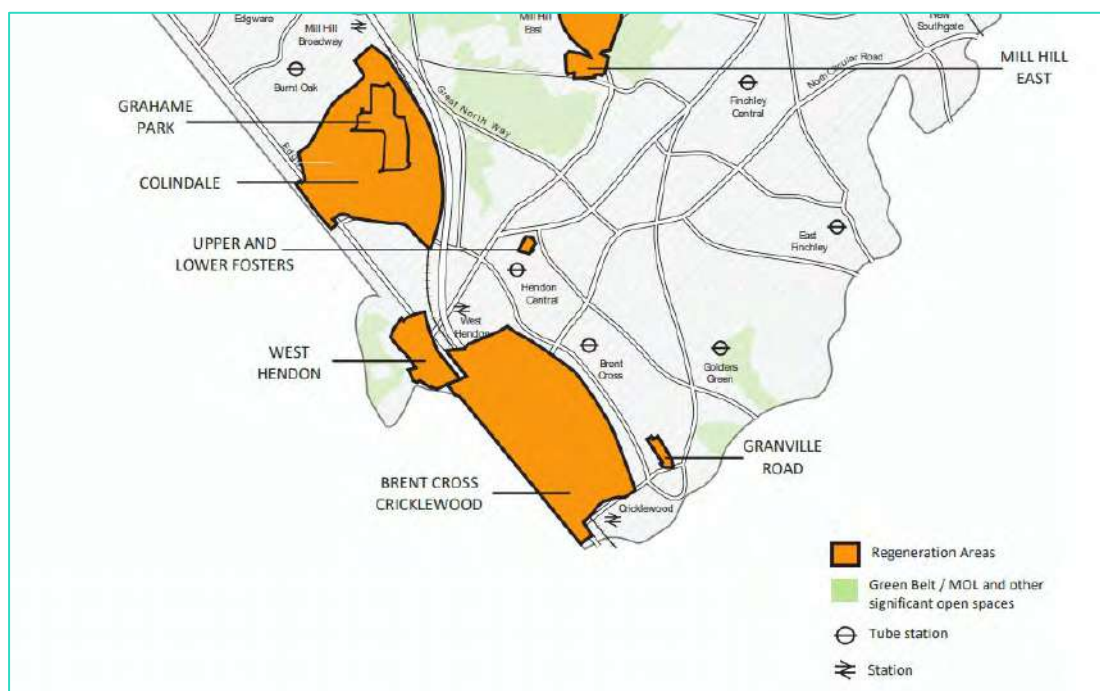 Edgware
Mill Hill
Broadway
Mill Hill
East
New
Southgate
MILL HILL
EAST
North Circular Road
Burnt Oak
Finchley
Central
GRAHAME
PARK
Great North Way
COLINDALE
East
Finchley
UPPER AND
LOWER FOSTERS
Hendon
Central
West
Hendon
WEST
HENDON
Brent
Cross
Golders
Green
GRANVILLE
ROAD
BRENT CROSS
CRICKLEWOOD
Cricklewood
Regeneration Areas
Green Belt / MOL and other
significant open spaces
Tube station
Station